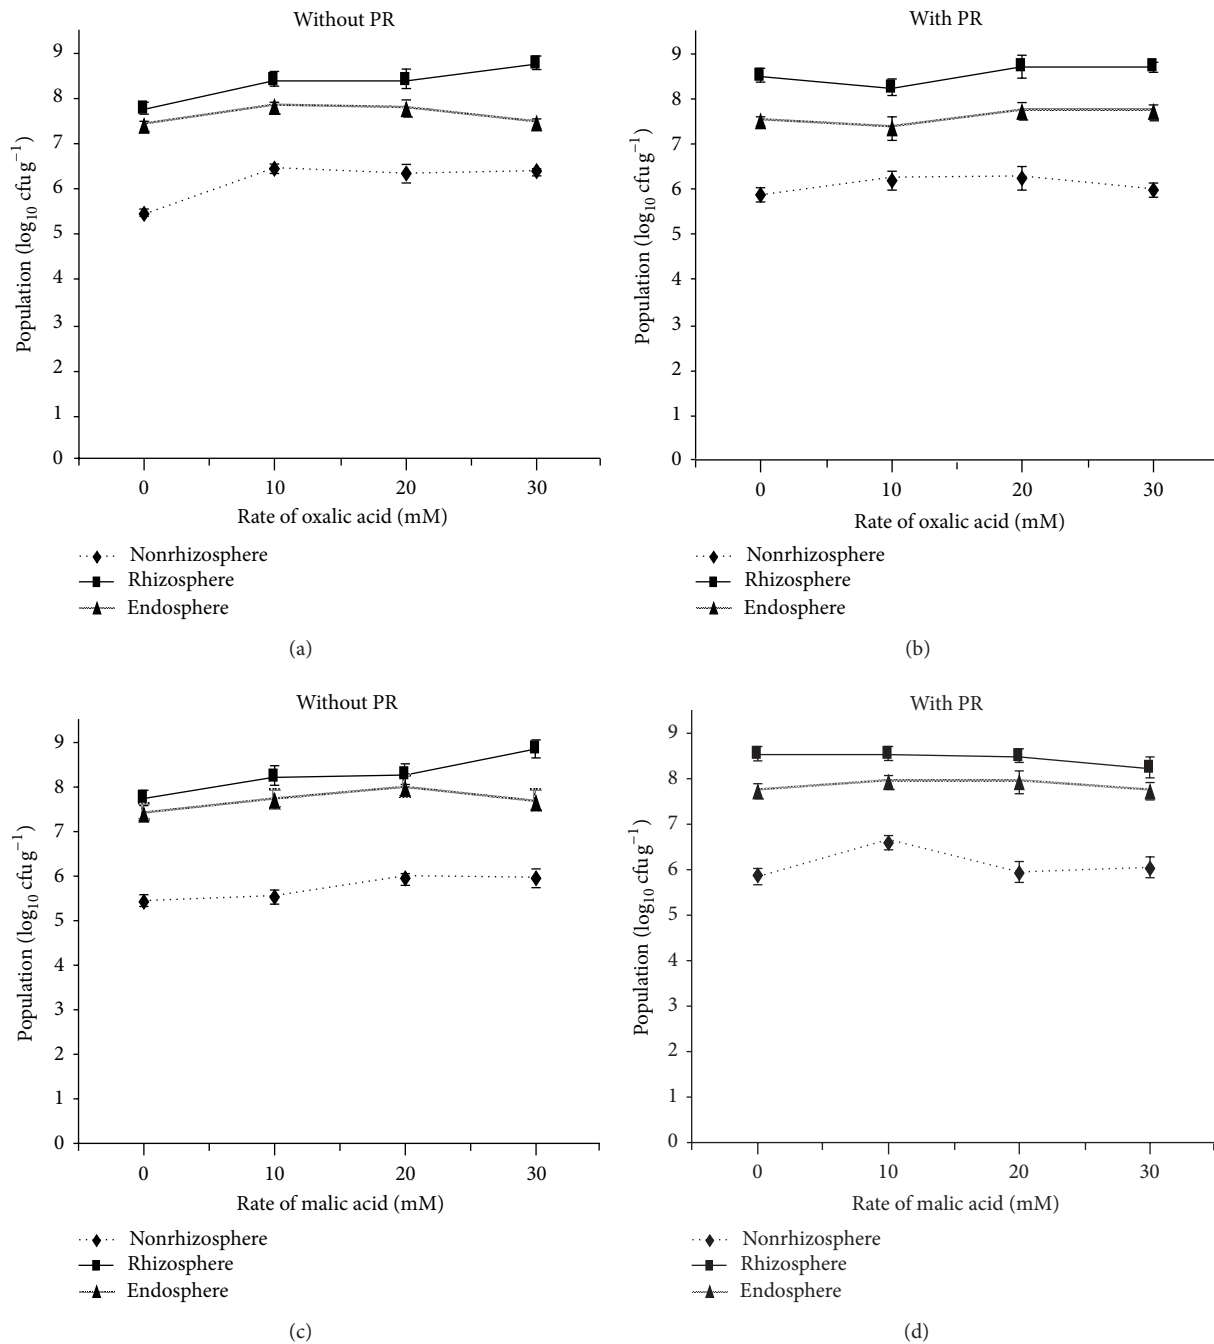 Without PR
9
8
7
6
5
4
3
2
1
0
Population (log₁₀ cfu g⁻¹)
0 10 20 30
Rate of oxalic acid (mM)
Nonrhizosphere
Rhizosphere
Endosphere
(a)
With PR
9
8
7
6
5
4
3
2
1
0
Population (log₁₀ cfu g⁻¹)
0 10 20 30
Rate of oxalic acid (mM)
Nonrhizosphere
Rhizosphere
Endosphere
(b)
Without PR
9
8
7
6
5
4
3
2
1
0
Population (log₁₀ cfu g⁻¹)
0 10 20 30
Rate of malic acid (mM)
Nonrhizosphere
Rhizosphere
Endosphere
(c)
With PR
9
8
7
6
5
4
3
2
1
0
Population (log₁₀ cfu g⁻¹)
0 10 20 30
Rate of malic acid (mM)
Nonrhizosphere
Rhizosphere
Endosphere
(d)